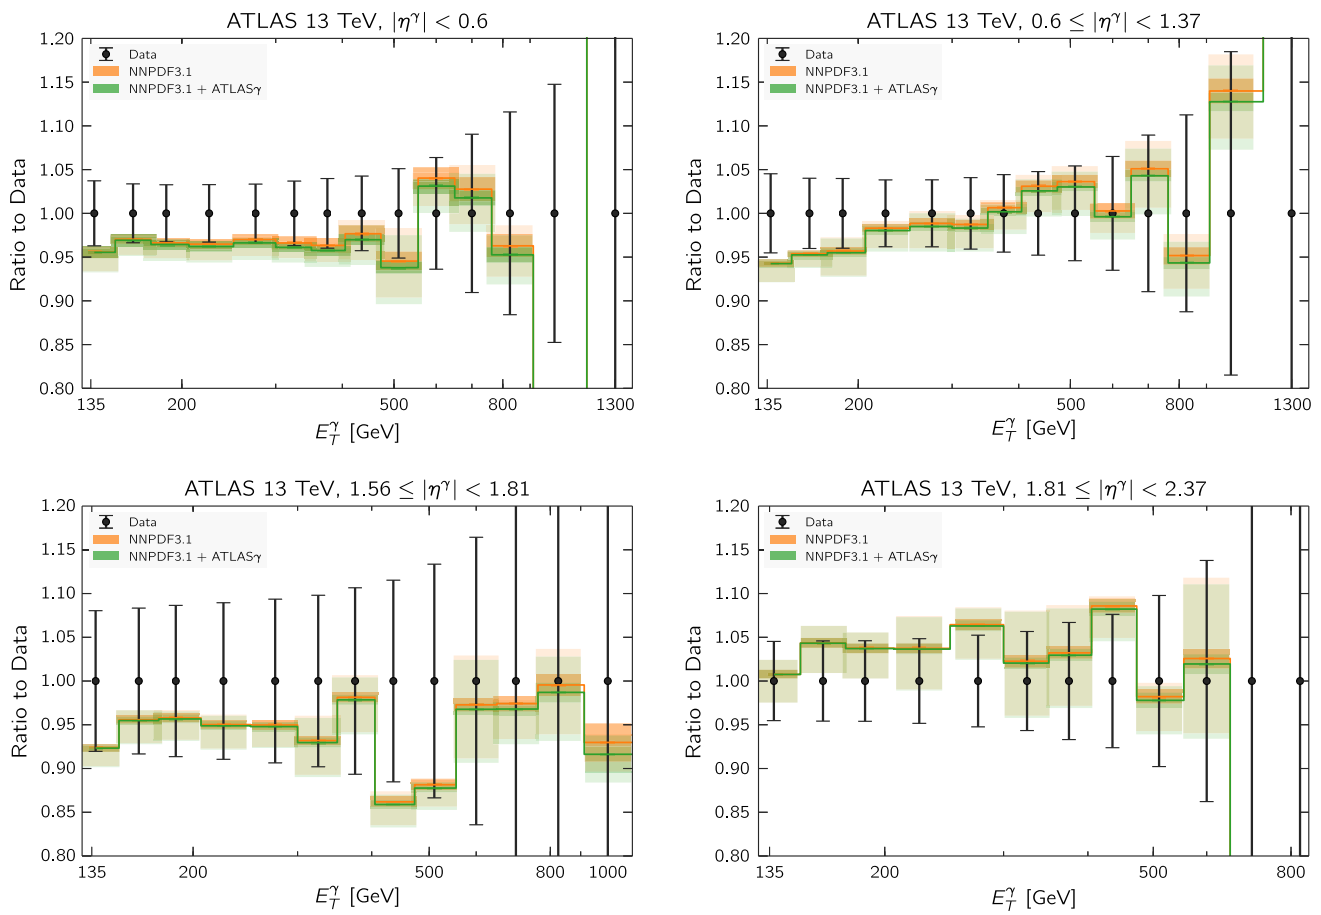 ATLAS 13 TeV, |η^γ| < 0.6
1.20
1.15
1.10
1.05
1.00
0.95
0.90
0.85
0.80
Ratio to Data
Data
NNPDF3.1
NNPDF3.1 + ATLASγ
135 200 500 800 1300
E_T^γ [GeV]
ATLAS 13 TeV, 0.6 ≤ |η^γ| < 1.37
1.20
1.15
1.10
1.05
1.00
0.95
0.90
0.85
0.80
Ratio to Data
Data
NNPDF3.1
NNPDF3.1 + ATLASγ
135 200 500 800 1300
E_T^γ [GeV]
ATLAS 13 TeV, 1.56 ≤ |η^γ| < 1.81
1.20
1.15
1.10
1.05
1.00
0.95
0.90
0.85
0.80
Ratio to Data
Data
NNPDF3.1
NNPDF3.1 + ATLASγ
135 200 500 800 1000
E_T^γ [GeV]
ATLAS 13 TeV, 1.81 ≤ |η^γ| < 2.37
1.20
1.15
1.10
1.05
1.00
0.95
0.90
0.85
0.80
Ratio to Data
Data
NNPDF3.1
NNPDF3.1 + ATLASγ
135 200 500 800
E_T^γ [GeV]